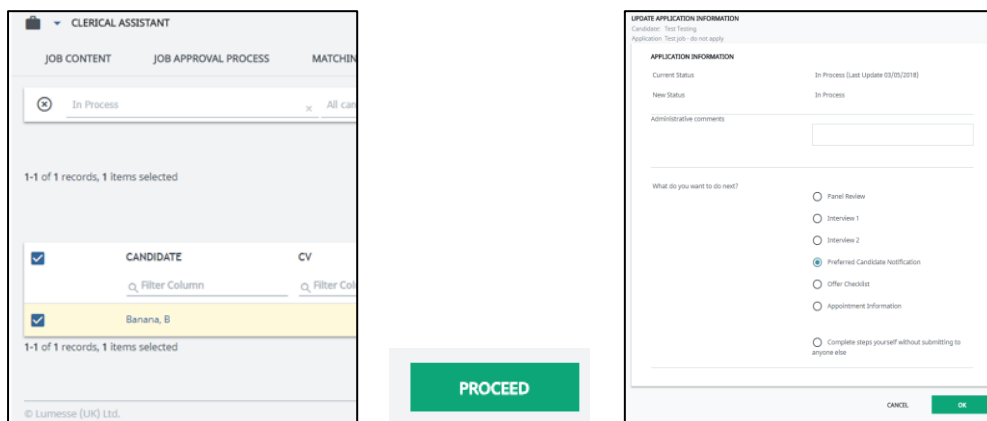 CLERICAL ASSISTANT
JOB CONTENT JOB APPROVAL PROCESS MATCHIN
In Process × All can
1-1 of 1 records, 1 items selected
CANDIDATE CV
Filter Column Filter Col
Banana, B
1-1 of 1 records, 1 items selected
© Lumesse (UK) Ltd.
PROCEED
UPDATE APPLICATION INFORMATION
Candidate: Test Testing
Application Test job - do not apply
APPLICATION INFORMATION
Current Status In Process (Last Update 03/05/2018)
New Status In Process
Administrative comments
What do you want to do next?
Panel Review
Interview 1
Interview 2
Preferred Candidate Notification
Offer Checklist
Appointment Information
Complete steps yourself without submitting to
anyone else
CANCEL OK